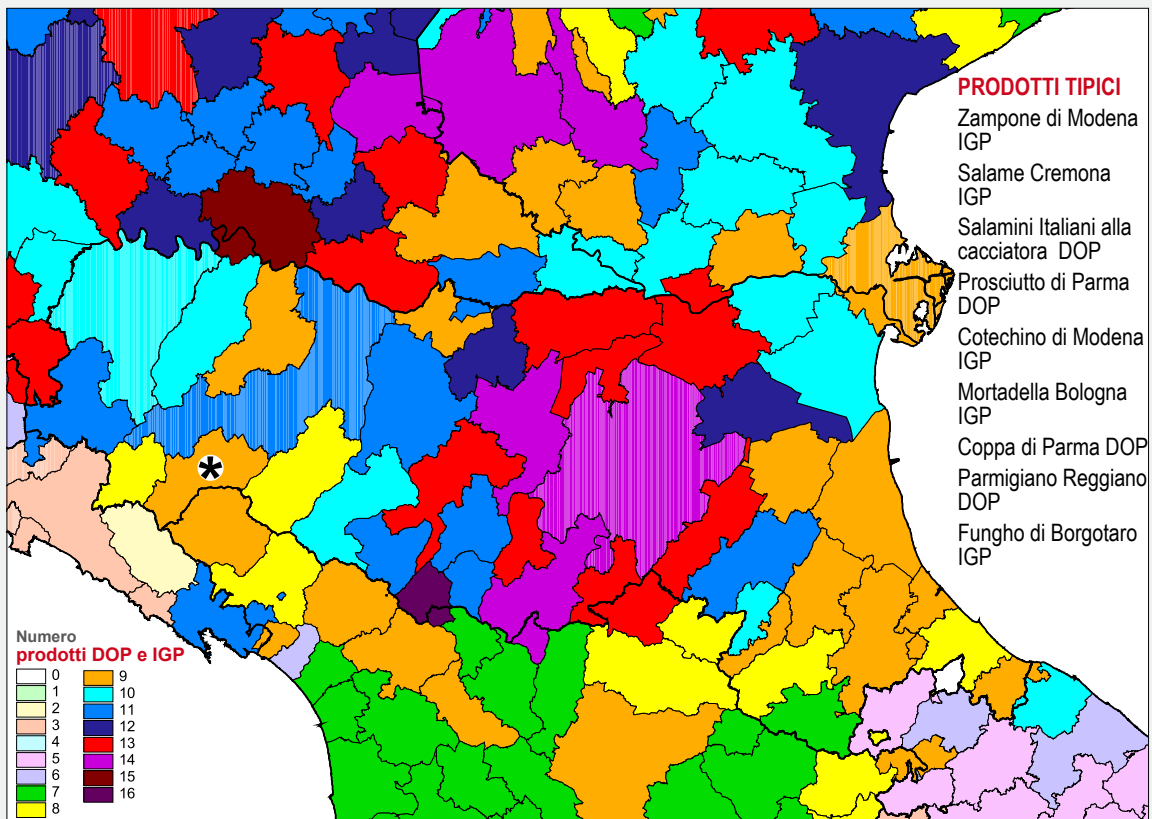 PRODOTTI TIPICI
Zampone di Modena
IGP
Salame Cremona
IGP
Salamini Italiani alla
cacciatora DOP
Prosciutto di Parma
DOP
Cotechino di Modena
IGP
Mortadella Bologna
IGP
Coppa di Parma DOP
Parmigiano Reggiano
DOP
Fungho di Borgotaro
IGP
*
Numero
prodotti DOP e IGP
0
1
2
3
4
5
6
7
8
9
10
11
12
13
14
15
16